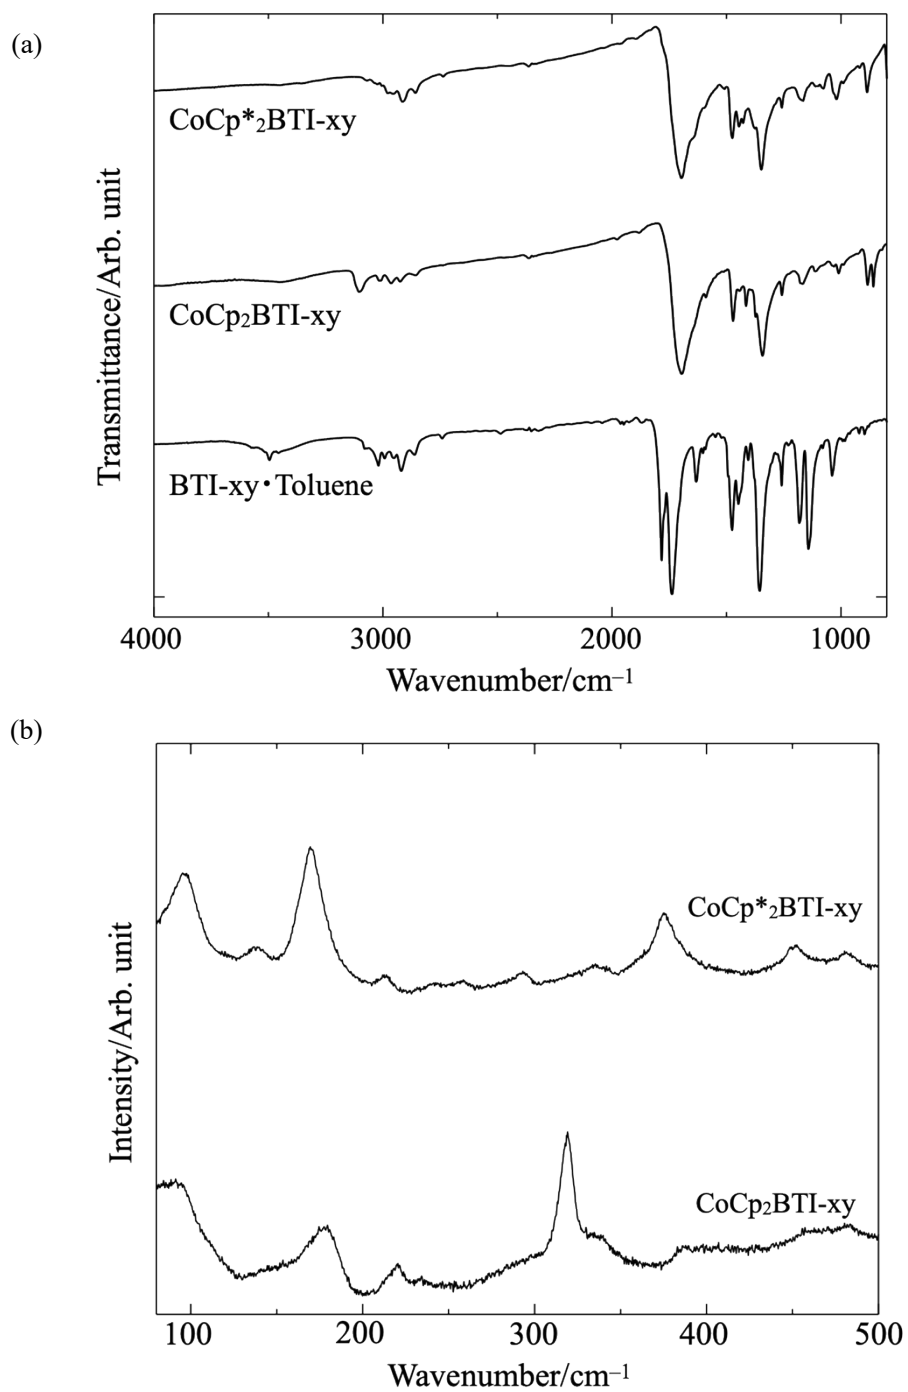 (a)
CoCp*₂BTI-xy
CoCp₂BTI-xy
BTI-xy・Toluene
Transmittance/Arb. unit
4000 3000 2000 1000
Wavenumber/cm⁻¹
(b)
CoCp*₂BTI-xy
CoCp₂BTI-xy
Intensity/Arb. unit
100 200 300 400 500
Wavenumber/cm⁻¹